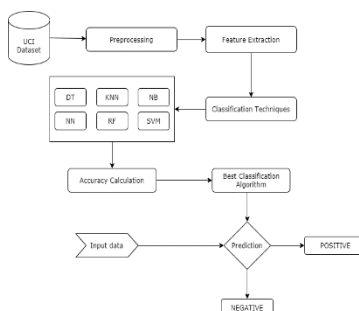 UCI
Dataset
Preprocessing
Feature Extraction
DT
KNN
NB
NN
RF
SVM
Classification Techniques
Accuracy Calculation
Best Classification
Algorithm
Input data
Prediction
POSITIVE
NEGATIVE